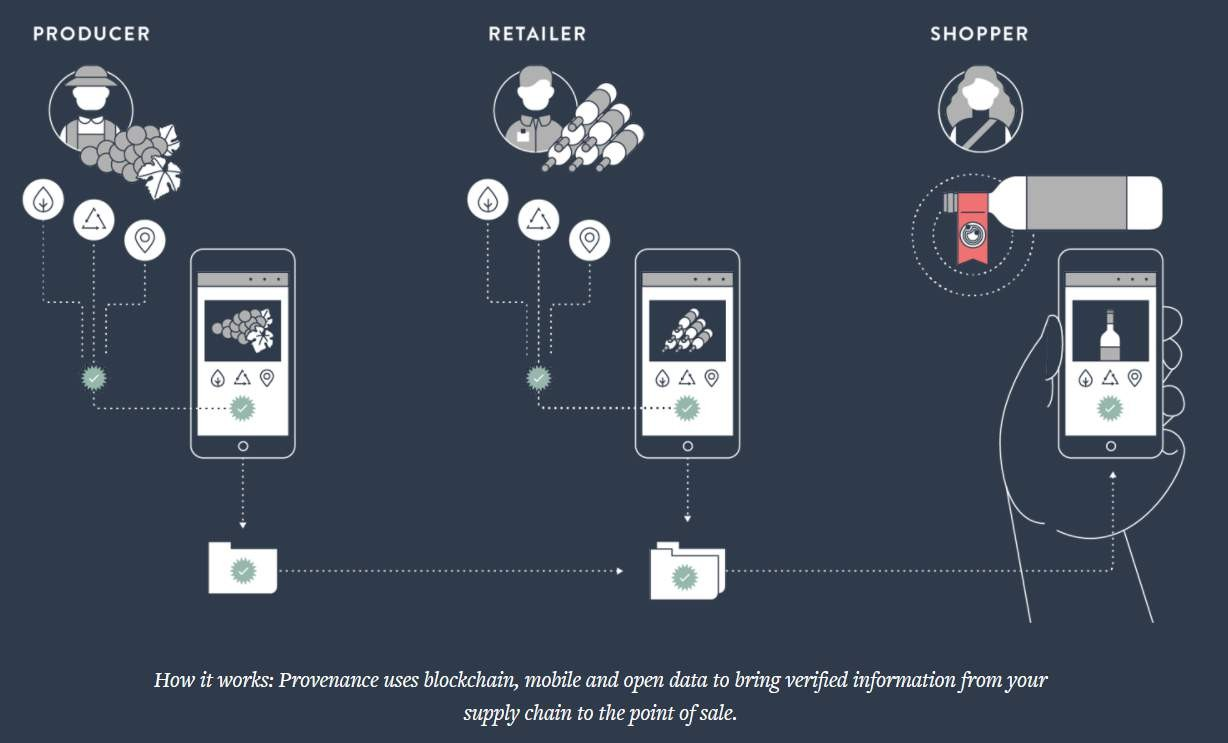 PRODUCER
RETAILER
SHOPPER
How it works: Provenance uses blockchain, mobile and open data to bring verified information from your
supply chain to the point of sale.